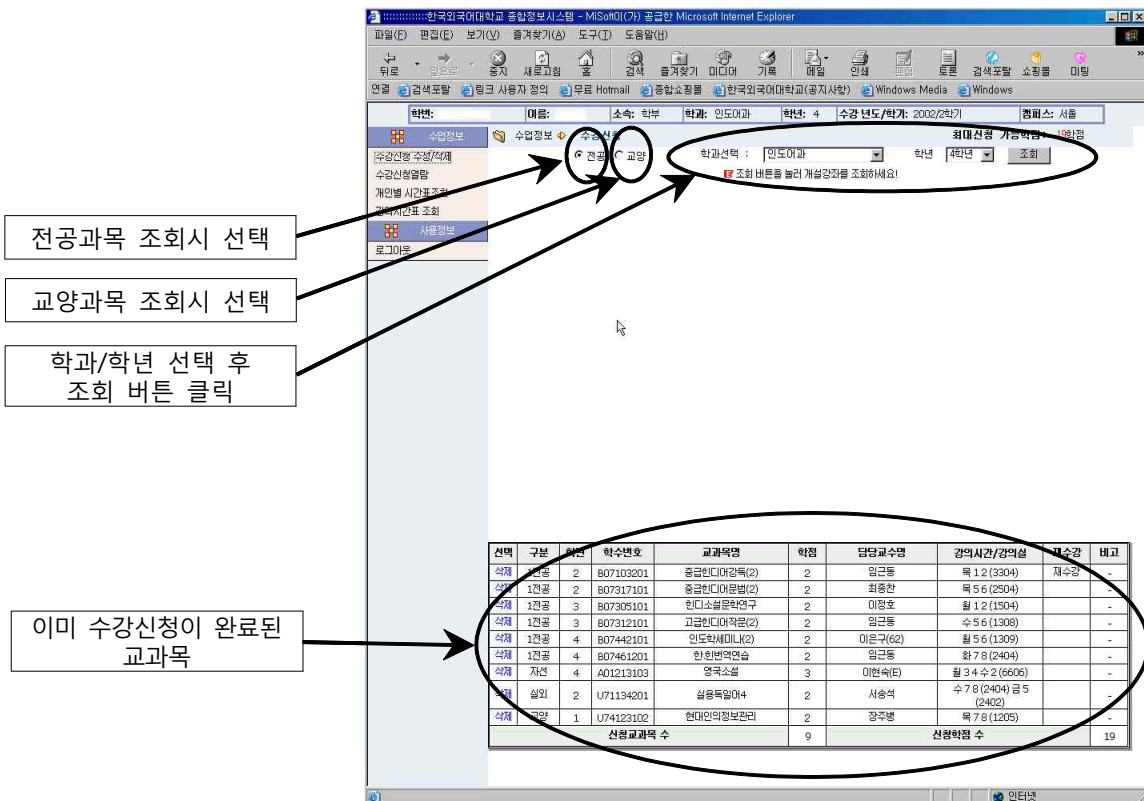 ::::::::::::::한국외국어대학교 종합정보시스템 - MiSoft이(가) 공급한 Microsoft Internet Explorer
파일(F) 편집(E) 보기(V) 즐겨찾기(A) 도구(T) 도움말(H)
뒤로 앞으로 중지 새로고침 홈 검색 즐겨찾기 미디어 기록 메일 인쇄 편집 토론 검색포탈 쇼핑몰 미팅
연결 검색포탈 링크 사용자 정의 무료 Hotmail 종합쇼핑몰 한국외국어대학교(공지사항) Windows Media Windows
학번: 이름: 소속: 학부 학과: 인도어과 학년: 4 수강 년도/학기: 2002/2학기 캠퍼스: 서울
수업정보 수업정보 수강신청 최대신청 가능학점: 19학점
수강신청 수정/삭제 전공 교양 학과선택 : 인도어과 학년 4학년 조회
수강신청열람 조회 버튼을 눌러 개설강좌를 조회하세요!
개인별 시간표조회
강의시간표 조회
사용정보
로그아웃
전공과목 조회시 선택
교양과목 조회시 선택
학과/학년 선택 후
조회 버튼 클릭
이미 수강신청이 완료된
교과목
선택 구분 학년 학수번호 교과목명 학점 담당교수명 강의시간/강의실 재수강 비고
삭제 1전공 2 B07103201 중급힌디어강독(2) 2 임근동 목 1 2 (3304) 재수강 -
삭제 1전공 2 B07317101 중급힌디어문법(2) 2 최종찬 목 5 6 (2504) -
삭제 1전공 3 B07305101 힌디소설문학연구 2 이정호 월 1 2 (1504) -
삭제 1전공 3 B07312101 고급힌디어작문(2) 2 임근동 수 5 6 (1308) -
삭제 1전공 4 B07442101 인도학세미나(2) 2 이은구(62) 월 5 6 (1309) -
삭제 1전공 4 B07461201 한.힌번역연습 2 임근동 화 7 8 (2404) -
삭제 자선 4 A01213103 영국소설 3 이현숙(E) 월 3 4 수 2 (6606) -
삭제 실외 2 U71134201 실용독일어4 2 서송석 수 7 8 (2404) 금 5 (2402) -
삭제 교양 1 U74123102 현대인의정보관리 2 장주병 목 7 8 (1205) -
신청교과목 수 9 신청학점 수 19
인터넷